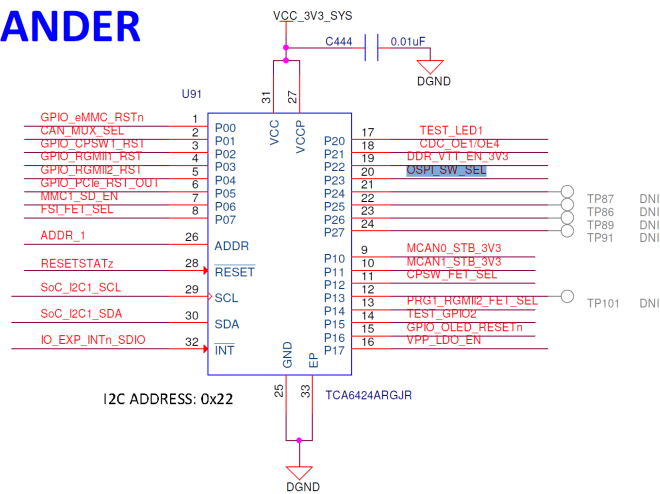 ANDER
VCC_3V3_SYS
C444
0.01uF
DGND
U91
31
27
VCC
VCCP
GPIO_eMMC_RSTn
1
P00
CAN_MUX_SEL
2
P01
GPIO_CPSW1_RST
3
P02
GPIO_RGMII1_RST
4
P03
GPIO_RGMII2_RST
5
P04
GPIO_PCIe_RST_OUT
6
P05
MMC1_SD_EN
7
P06
FSI_FET_SEL
8
P07
ADDR_1
26
ADDR
RESETSTATz
28
RESET
SoC_I2C1_SCL
29
SCL
SoC_I2C1_SDA
30
SDA
IO_EXP_INTn_SDIO
32
INT
P20
17
TEST_LED1
P21
18
CDC_OE1/OE4
P22
19
DDR_VTT_EN_3V3
P23
20
OSPI_SW_SEL
P24
21
TP87 DNI
P25
22
TP86 DNI
P26
23
TP89 DNI
P27
24
TP91 DNI
P10
9
MCAN0_STB_3V3
P11
10
MCAN1_STB_3V3
P12
11
CPSW_FET_SEL
P13
12
TP101 DNI
P14
13
PRG1_RGMII2_FET_SEL
P15
14
TEST_GPIO2
P16
15
GPIO_OLED_RESETn
P17
16
VPP_LDO_EN
GND
EP
25
33
TCA6424ARGJR
I2C ADDRESS: 0x22
DGND